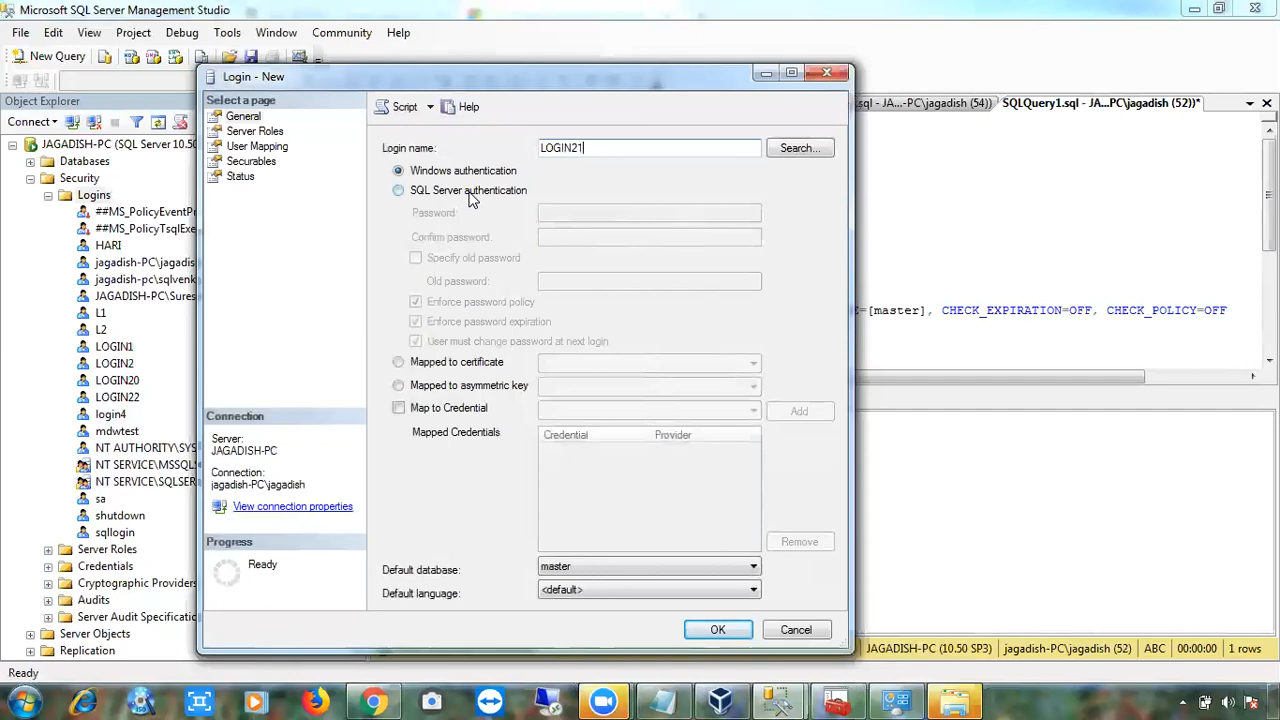 Microsoft SQL Server Management Studio
File Edit View Project Debug Tools Window Community Help
New Query
Object Explorer
Connect
JAGADISH-PC (SQL Server 10.50
Databases
Security
Logins
##MS_PolicyEventPr
##MS_PolicyTsqlExe
HARI
jagadish-PC\jagadis
jagadish-pc\sqlvenk
JAGADISH-PC\Sures
L1
L2
LOGIN1
LOGIN2
LOGIN20
LOGIN22
login4
mdwtest
NT AUTHORITY\SYS
NT SERVICE\MSSQL
NT SERVICE\SQLSER
sa
shutdown
sqllogin
Server Roles
Credentials
Cryptographic Providers
Audits
Server Audit Specificatio
Server Objects
Replication
Ready
Login - New
Select a page
General
Server Roles
User Mapping
Securables
Status
Connection
Server:
JAGADISH-PC
Connection:
jagadish-PC\jagadish
View connection properties
Progress
Ready
Script Help
Login name: LOGIN21 Search...
Windows authentication
SQL Server authentication
Password:
Confirm password:
Specify old password
Old password:
Enforce password policy
Enforce password expiration
User must change password at next login
Mapped to certificate
Mapped to asymmetric key
Map to Credential Add
Mapped Credentials Credential Provider
Remove
Default database: master
Default language: <default>
OK Cancel
.sql - JA...-PC\jagadish (54)) SQLQuery1.sql - JA...PC\jagadish (52))*
E=[master], CHECK_EXPIRATION=OFF, CHECK_POLICY=OFF
JAGADISH-PC (10.50 SP3) jagadish-PC\jagadish (52) ABC 00:00:00 1 rows